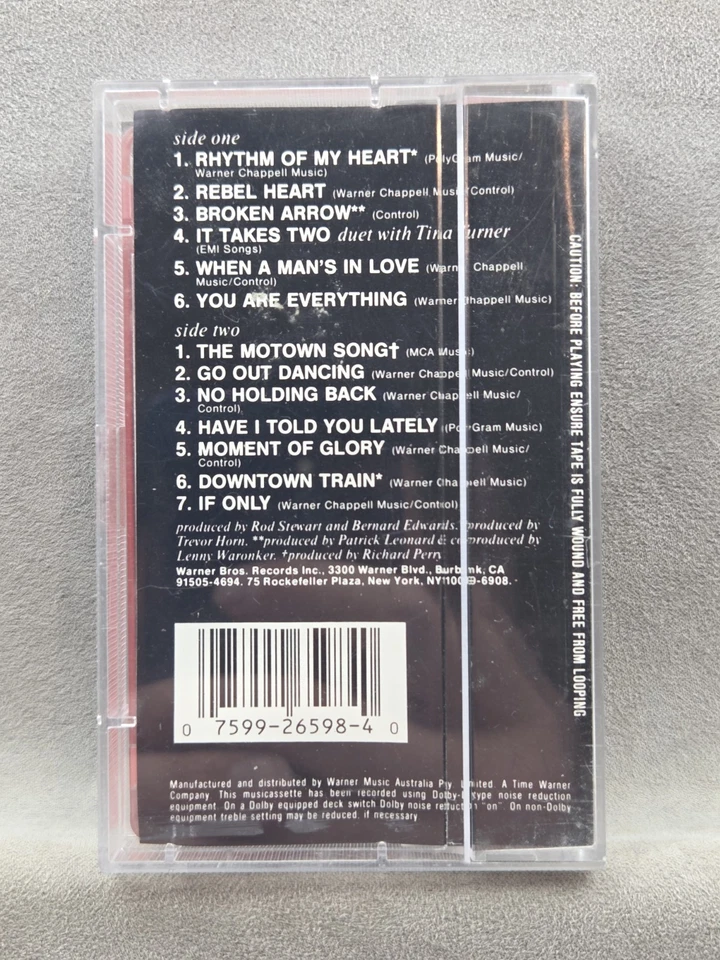 side one
1. RHYTHM OF MY HEART* (PolyGram Music/
Warner Chappell Music)
2. REBEL HEART (Warner Chappell Music/Control)
3. BROKEN ARROW** (Control)
4. IT TAKES TWO duet with Tina Turner
(EMI Songs)
5. WHEN A MAN'S IN LOVE (Warner Chappell
Music/Control)
6. YOU ARE EVERYTHING (Warner Chappell Music)
side two
1. THE MOTOWN SONG† (MCA Music)
2. GO OUT DANCING (Warner Chappell Music/Control)
3. NO HOLDING BACK (Warner Chappell Music/
Control)
4. HAVE I TOLD YOU LATELY (PolyGram Music)
5. MOMENT OF GLORY (Warner Chappell Music/
Control)
6. DOWNTOWN TRAIN* (Warner Chappell Music)
7. IF ONLY (Warner Chappell Music/Control)
produced by Rod Stewart and Bernard Edwards. *produced by
Trevor Horn. **produced by Patrick Leonard & co-produced by
Lenny Waronker. †produced by Richard Perry
Warner Bros. Records Inc., 3300 Warner Blvd., Burbank, CA
91505-4694. 75 Rockefeller Plaza, New York, NY -6908.
0 7599-26598-4 0
Manufactured and distributed by Warner Music Australia Pty. Limited. A Time Warner
Company. This musicassette has been recorded using Dolby-B type noise reduction
equipment. On a Dolby equipped deck switch Dolby noise reduction "on". On non-Dolby
equipment treble setting may be reduced if necessary
CAUTION: BEFORE PLAYING ENSURE TAPE IS FULLY WOUND AND FREE FROM LOOPING